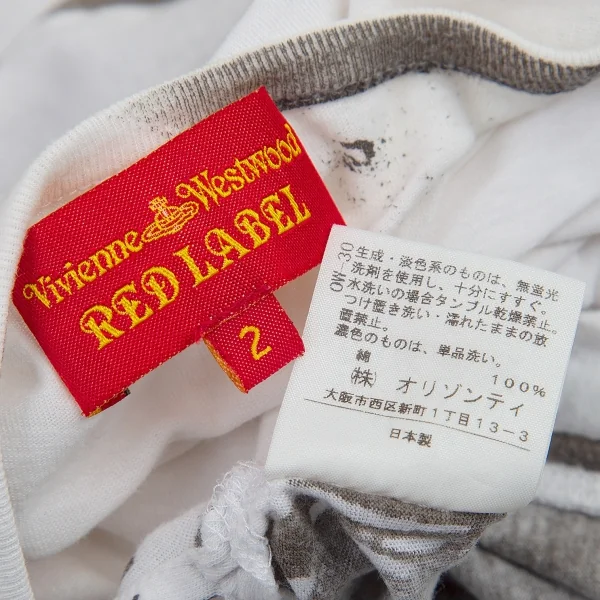 Vivienne Westwood
RED LABEL
2
OW-30
生成・淡色系のものは、無蛍光
洗剤を使用し、十分にすすぐ。
水洗いの場合タンブル乾燥禁止。
つけ置き洗い・濡れたままの放
置禁止。
濃色のものは、単品洗い。
綿 100%
㈱ オリゾンティ
大阪市西区新町1丁目13-3
日本製